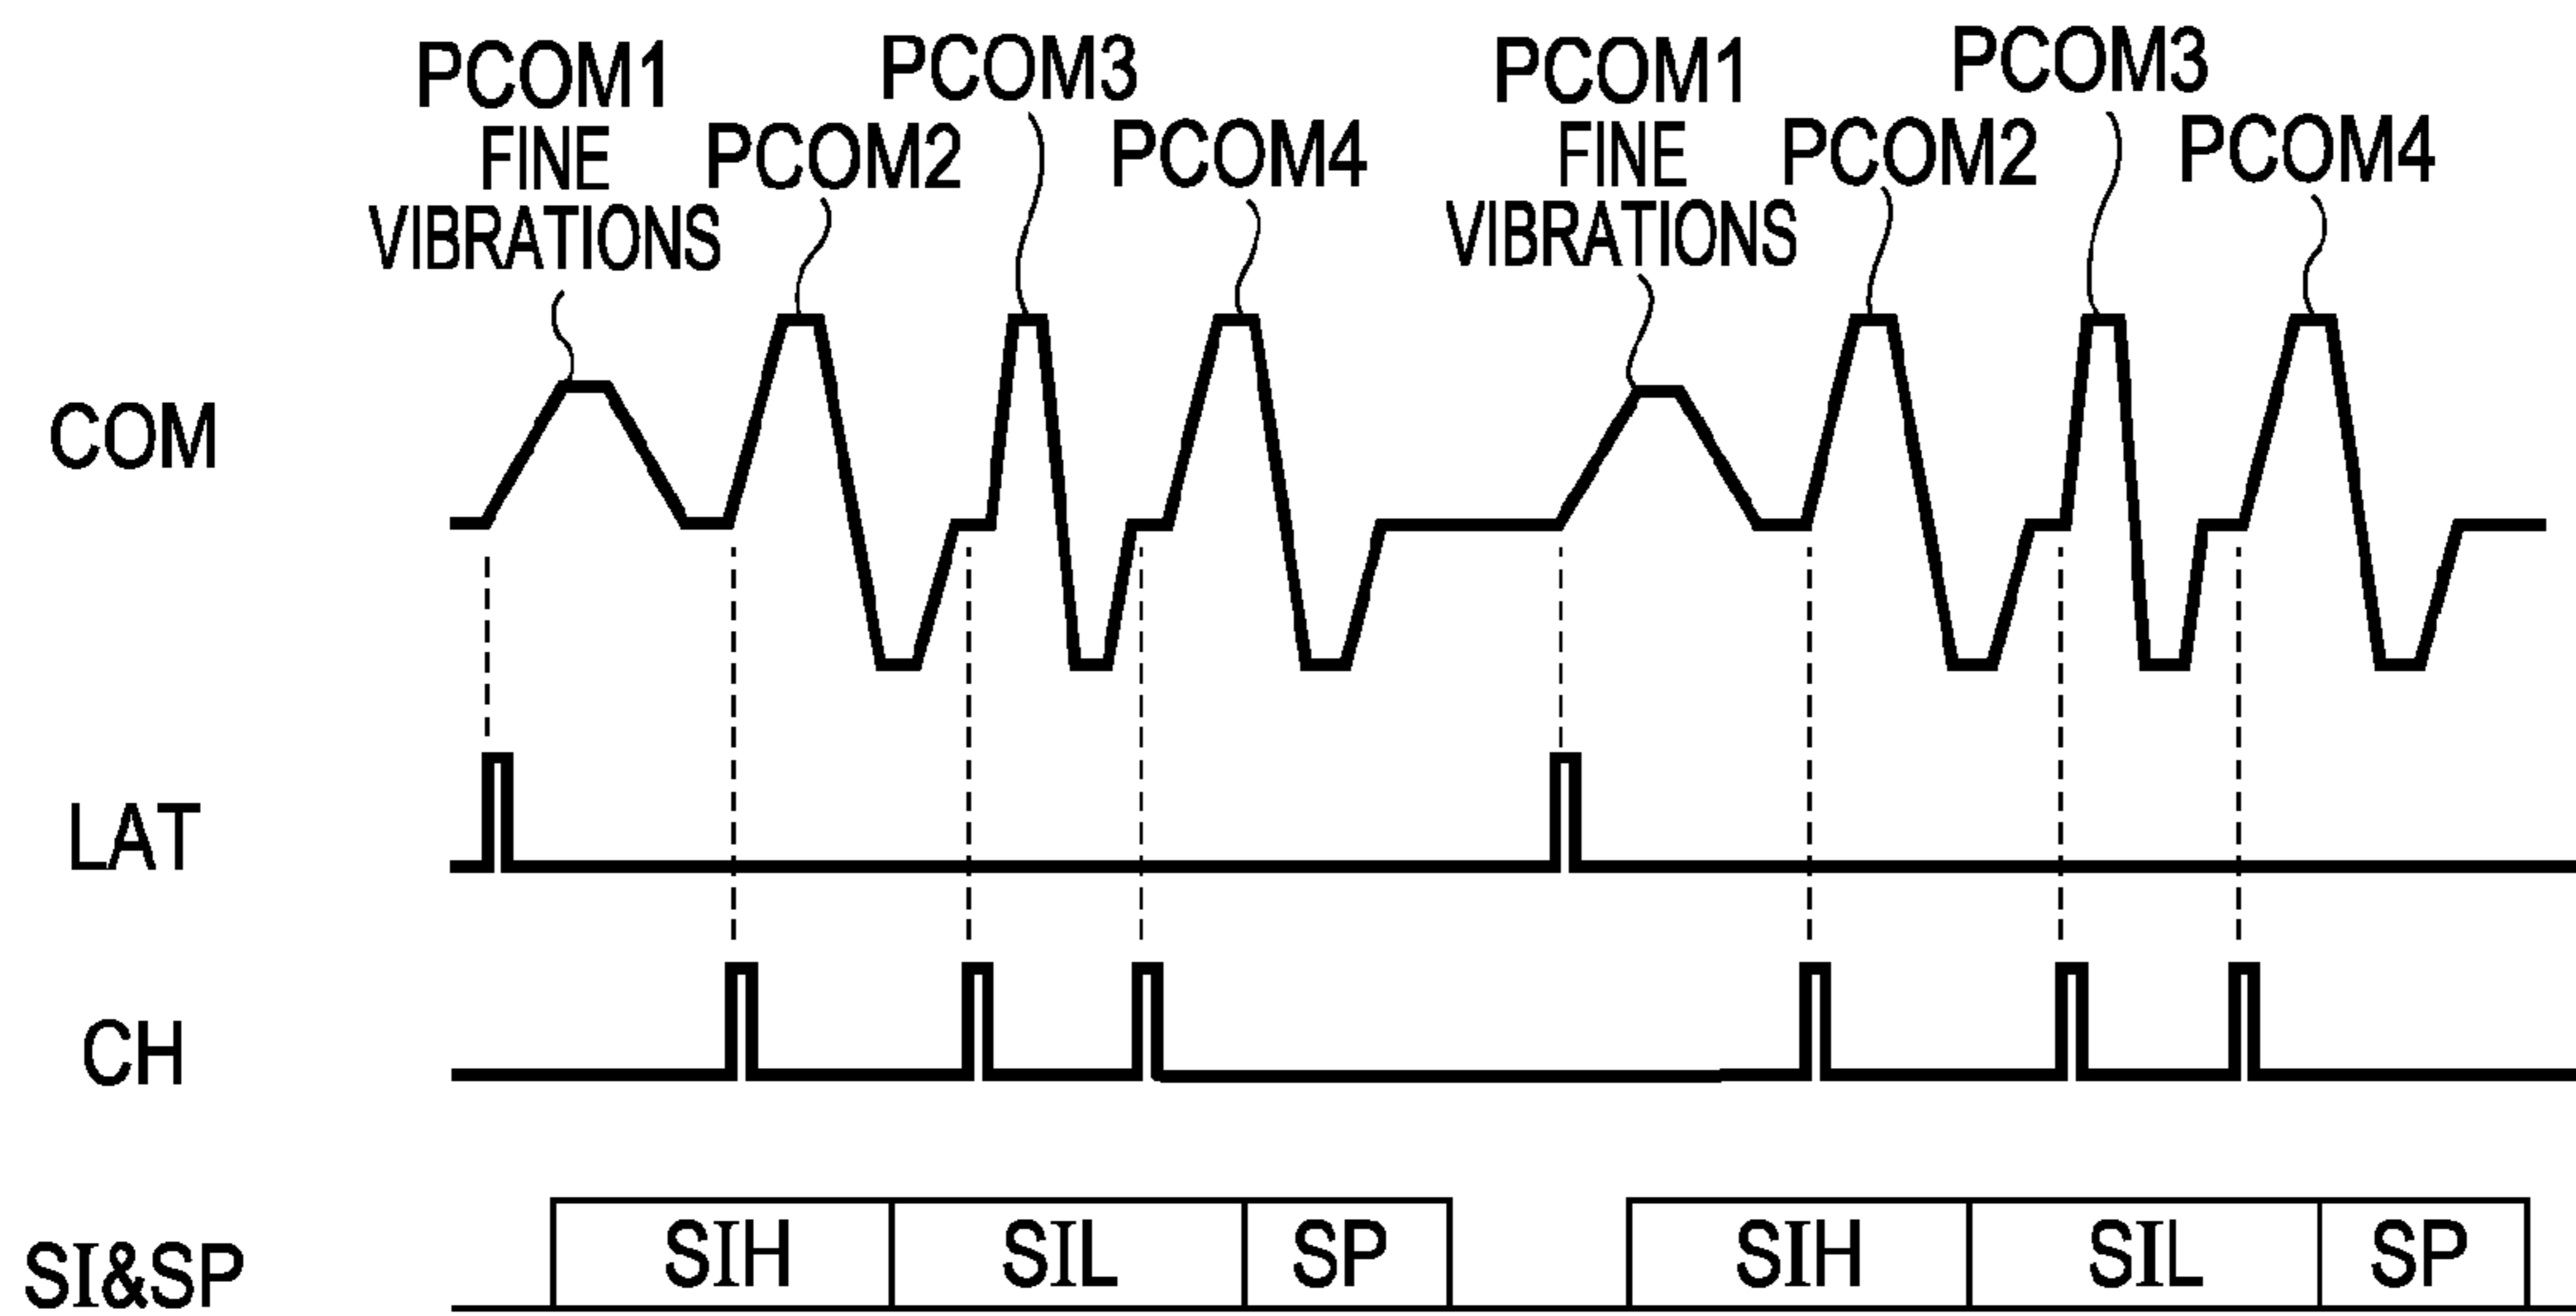 PCOM1
FINE
VIBRATIONS
PCOM2
PCOM3
PCOM4
PCOM1
FINE
VIBRATIONS
PCOM2
PCOM3
PCOM4
COM
LAT
CH
SI&SP
SIH
SIL
SP
SIH
SIL
SP